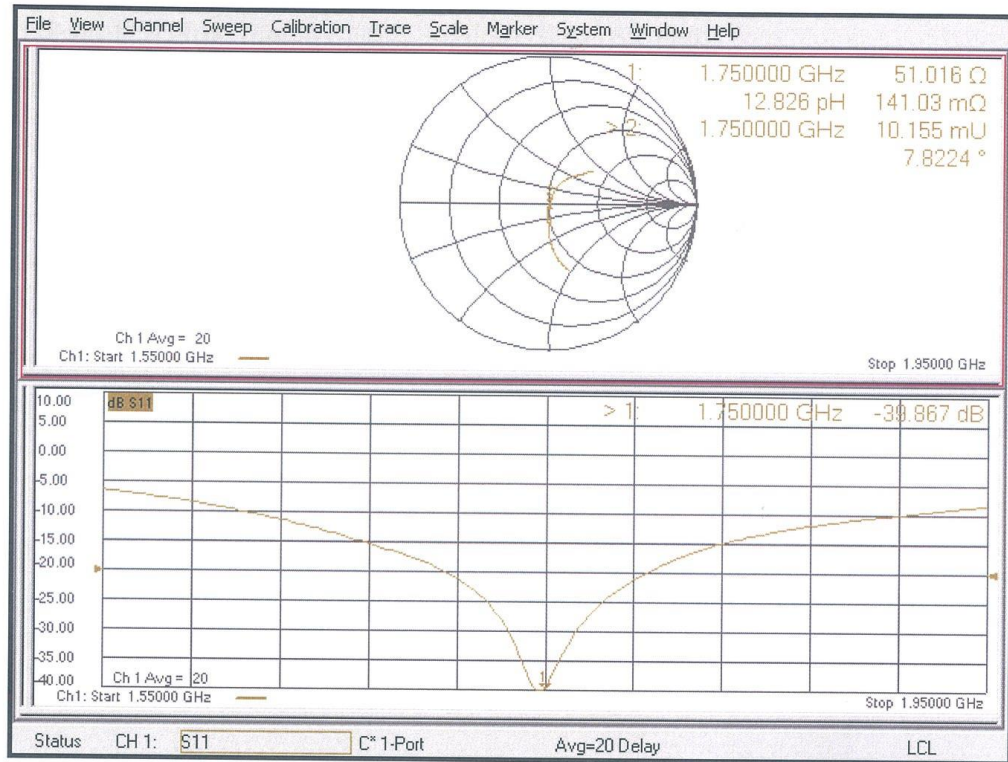 File View Channel Sweep Calibration Trace Scale Marker System Window Help
1: 1.750000 GHz 51.016 Ω
12.826 pH 141.03 mΩ
> 2: 1.750000 GHz 10.155 mU
7.8224 °
Ch 1 Avg = 20
Ch1: Start 1.55000 GHz
Stop 1.95000 GHz
10.00
dB S11
> 1: 1.750000 GHz -39.867 dB
5.00
0.00
-5.00
-10.00
-15.00
-20.00
-25.00
-30.00
-35.00
-40.00
1
Ch 1 Avg = 20
Ch1: Start 1.55000 GHz
Stop 1.95000 GHz
Status CH 1: S11 C* 1-Port Avg=20 Delay LCL